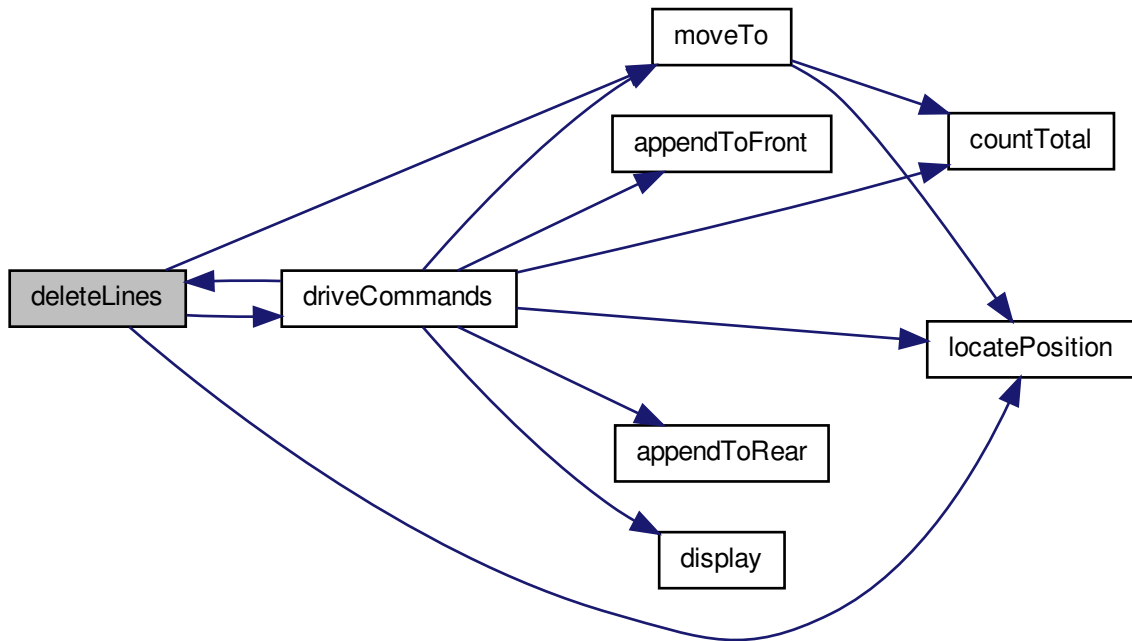 moveTo
appendToFront
countTotal
deleteLines
driveCommands
locatePosition
appendToRear
display